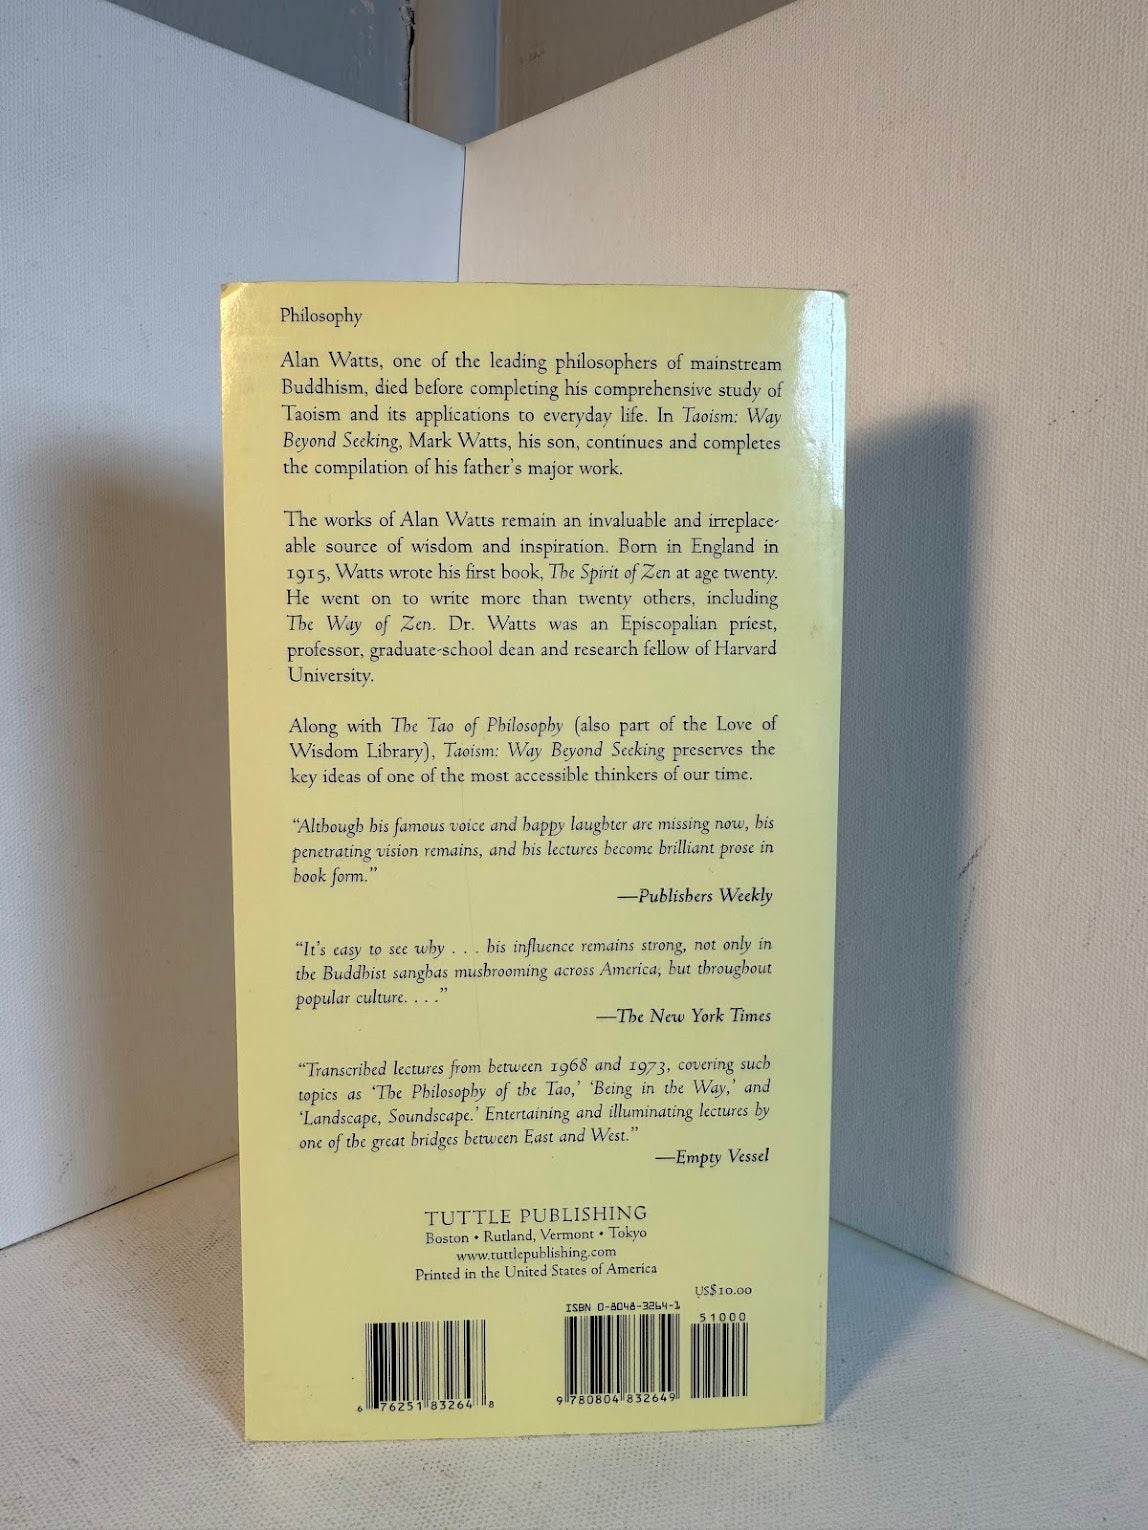 Philosophy
Alan Watts, one of the leading philosophers of mainstream
Buddhism, died before completing his comprehensive study of
Taoism and its applications to everyday life. In Taoism: Way
Beyond Seeking, Mark Watts, his son, continues and completes
the compilation of his father's major work.
The works of Alan Watts remain an invaluable and irreplace-
able source of wisdom and inspiration. Born in England in
1915, Watts wrote his first book, The Spirit of Zen at age twenty.
He went on to write more than twenty others, including
The Way of Zen. Dr. Watts was an Episcopalian priest,
professor, graduate-school dean and research fellow of Harvard
University.
Along with The Tao of Philosophy (also part of the Love of
Wisdom Library), Taoism: Way Beyond Seeking preserves the
key ideas of one of the most accessible thinkers of our time.
"Although his famous voice and happy laughter are missing now, his
penetrating vision remains, and his lectures become brilliant prose in
book form."
—Publishers Weekly
"It's easy to see why . . . his influence remains strong, not only in
the Buddhist sanghas mushrooming across America, but throughout
popular culture. . . ."
—The New York Times
"Transcribed lectures from between 1968 and 1973, covering such
topics as 'The Philosophy of the Tao,' 'Being in the Way,' and
'Landscape, Soundscape.' Entertaining and illuminating lectures by
one of the great bridges between East and West."
—Empty Vessel
TUTTLE PUBLISHING
Boston • Rutland, Vermont • Tokyo
www.tuttlepublishing.com
Printed in the United States of America
US$10.00
ISBN 0-8048-3264-1
51000
6 76251 83264 8
9 780804 832649